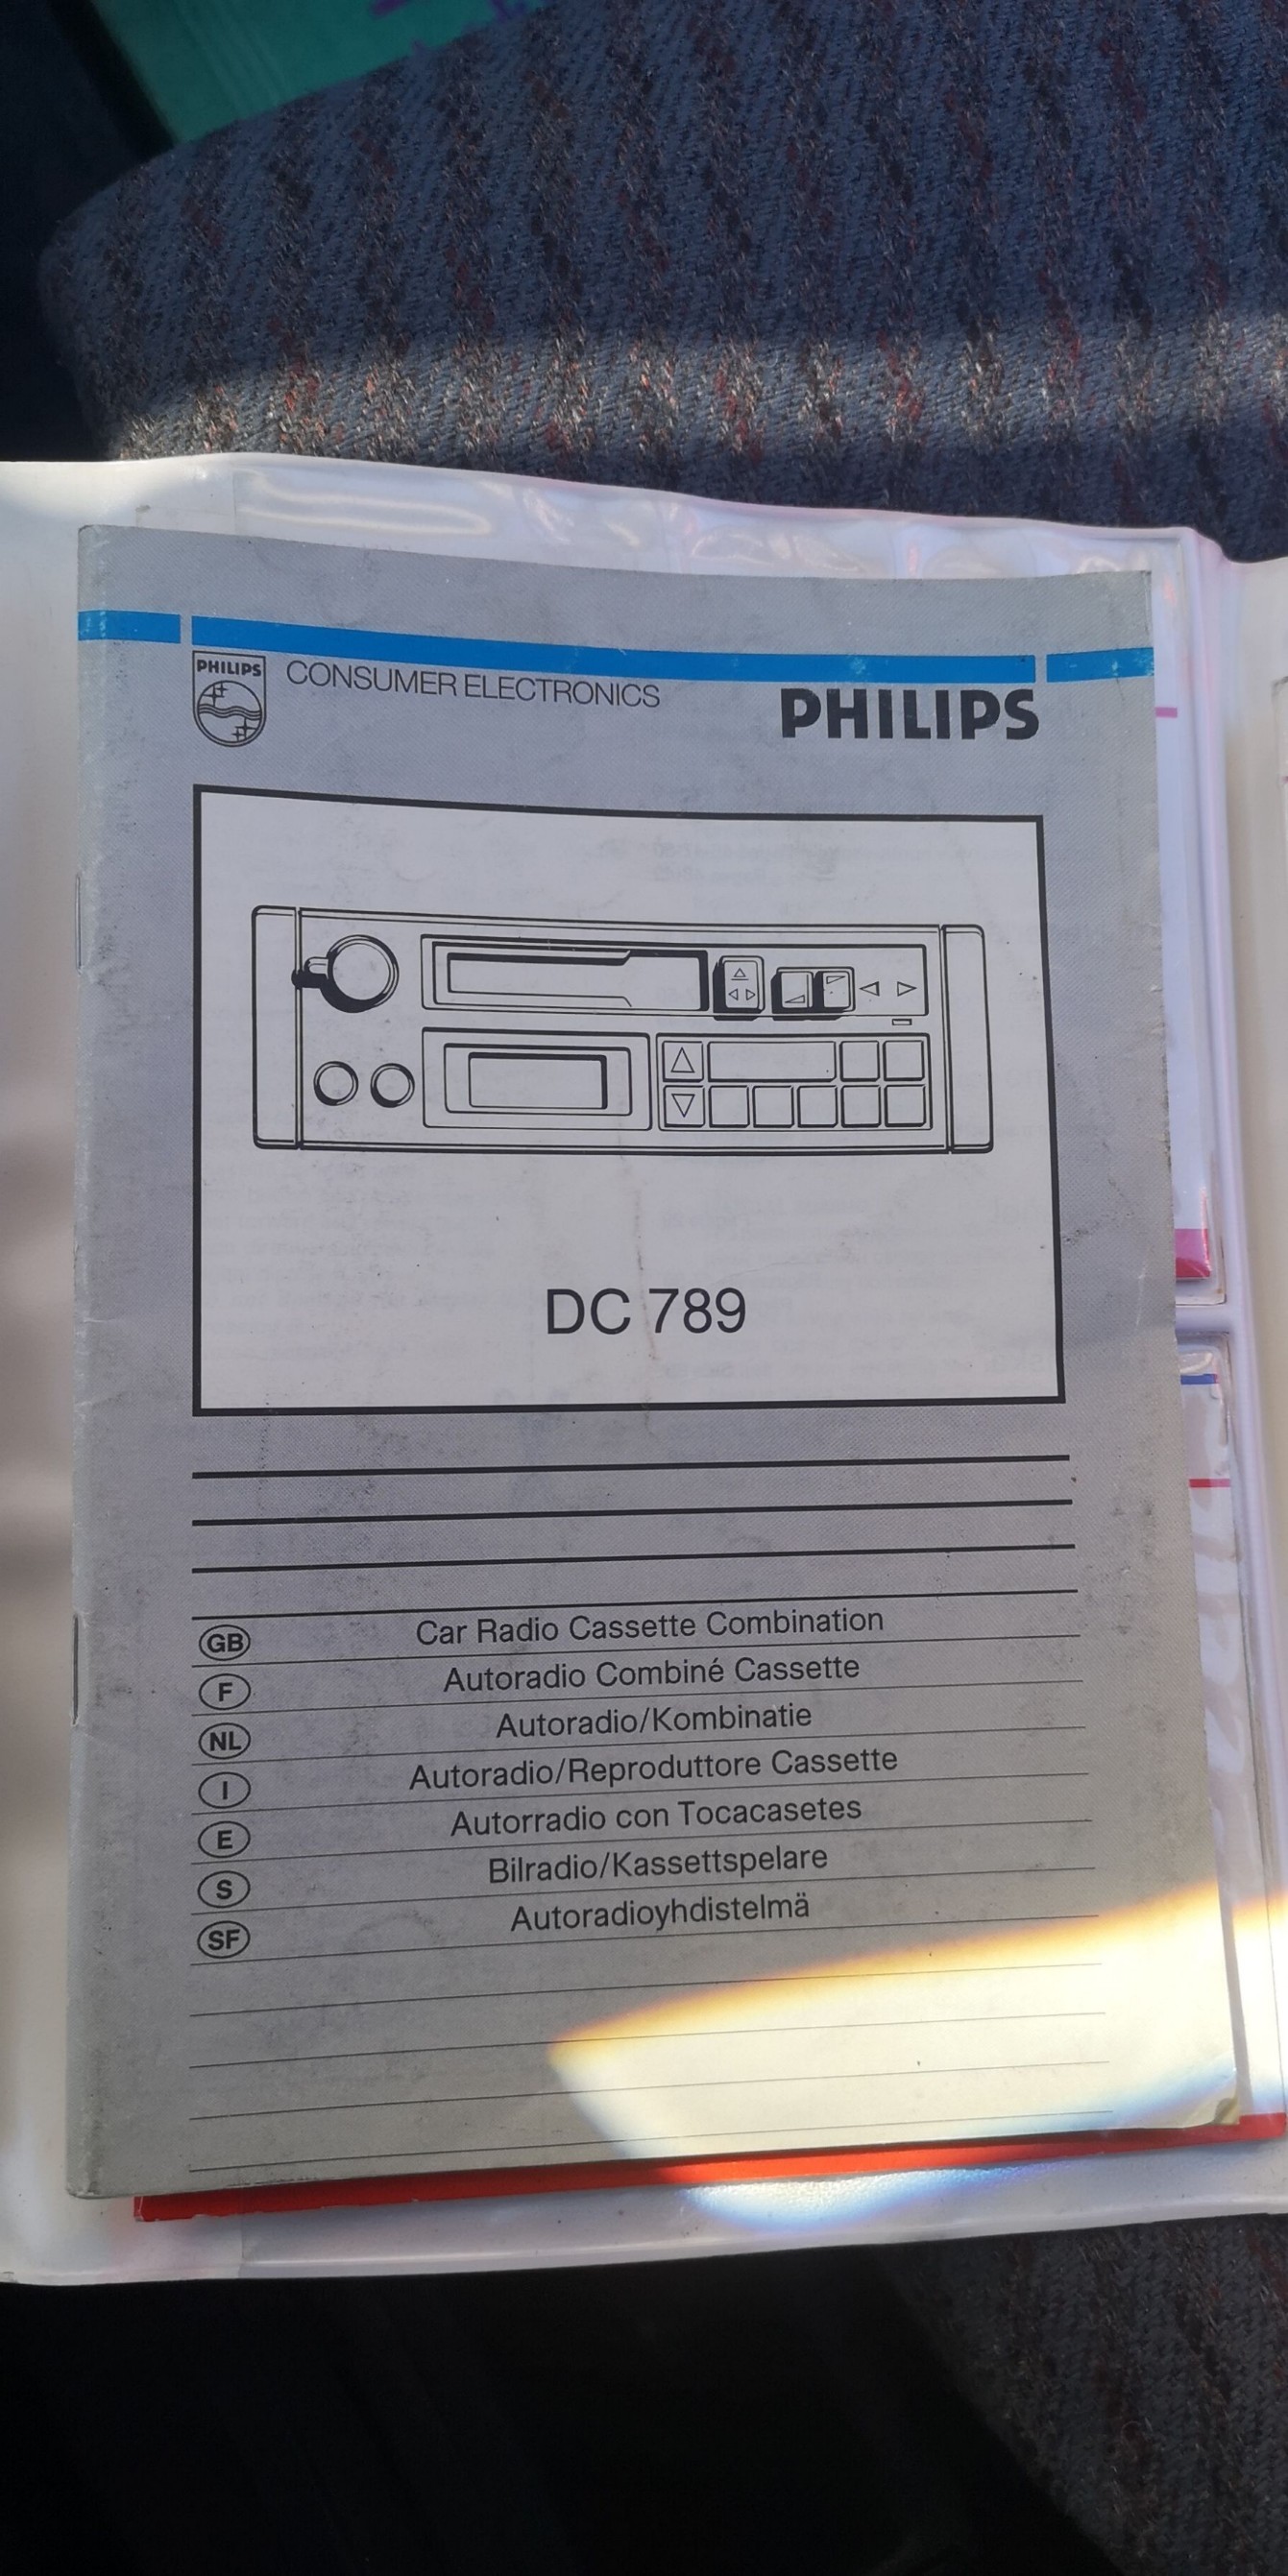 PHILIPS
CONSUMER ELECTRONICS
PHILIPS
DC 789
GB Car Radio Cassette Combination
F Autoradio Combiné Cassette
NL Autoradio/Kombinatie
I Autoradio/Reproduttore Cassette
E Autorradio con Tocacasetes
S Bilradio/Kassettspelare
SF Autoradioyhdistelmä